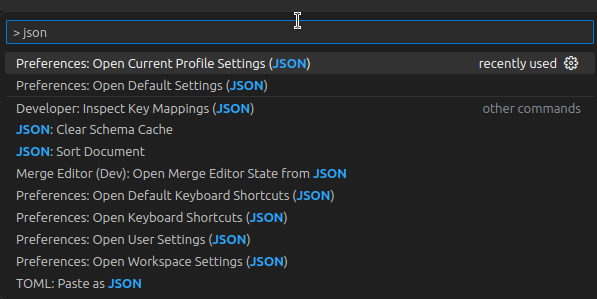 > json
Preferences: Open Current Profile Settings (JSON) recently used
Preferences: Open Default Settings (JSON)
Developer: Inspect Key Mappings (JSON) other commands
JSON: Clear Schema Cache
JSON: Sort Document
Merge Editor (Dev): Open Merge Editor State from JSON
Preferences: Open Default Keyboard Shortcuts (JSON)
Preferences: Open Keyboard Shortcuts (JSON)
Preferences: Open User Settings (JSON)
Preferences: Open Workspace Settings (JSON)
TOML: Paste as JSON